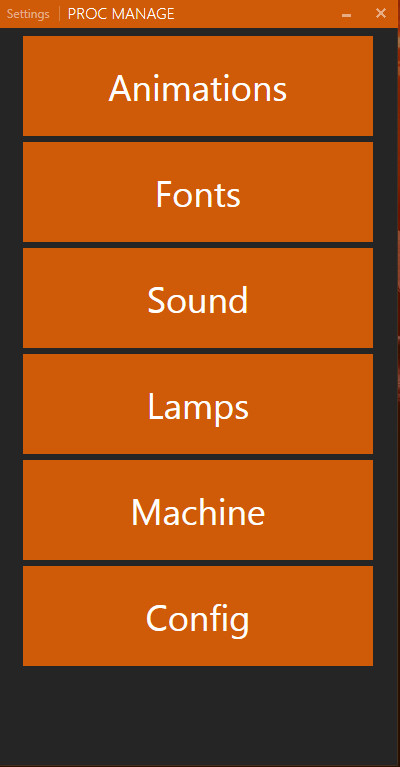 Settings PROC MANAGE
Animations
Fonts
Sound
Lamps
Machine
Config